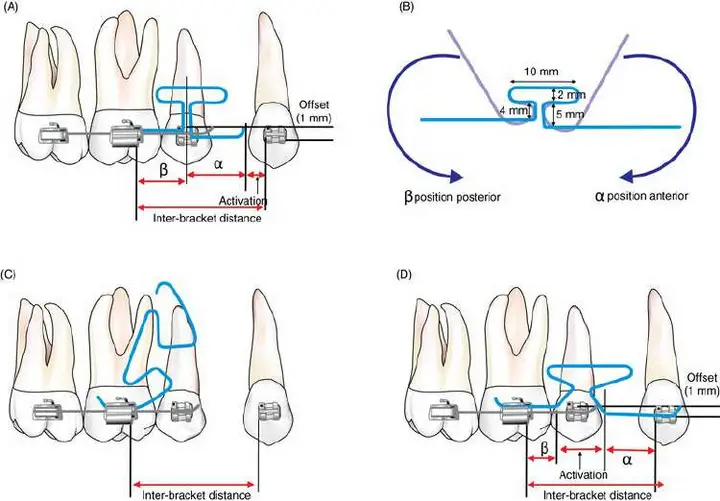 (A)
Offset
(1 mm)
β
α
Activation
Inter-bracket distance
(B)
10 mm
2 mm
4 mm
5 mm
β position posterior
α position anterior
(C)
Inter-bracket distance
(D)
Offset
(1 mm)
β
α
Activation
Inter-bracket distance